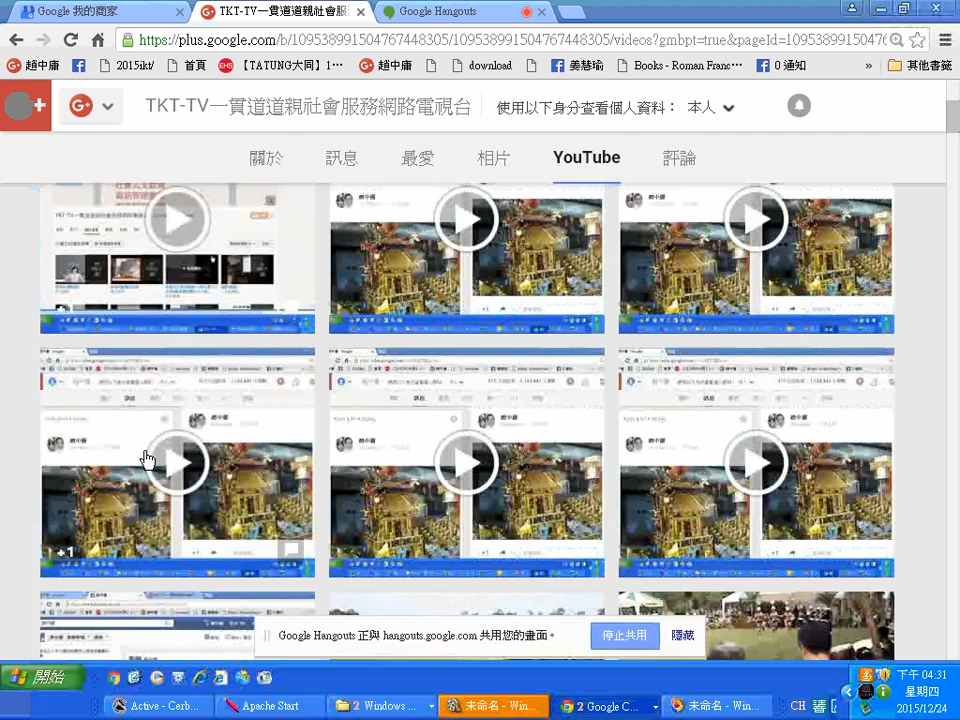 Google 我的商家
TKT-TV一貫道道親社會服
Google Hangouts
https://plus.google.com/b/109538991504767448305/109538991504767448305/videos?gmbpt=true&pageId=1095389915047676
趙中庸
2015ikt/
首頁
【TATUNG大同】1…
趙中庸
download
姜慧瑜
Books - Roman Franc…
0 通知
»
其他書籤
TKT-TV一貫道道親社會服務網路電視台
使用以下身分查看個人資料：
本人
關於
訊息
最愛
相片
YouTube
評論
+1
Google Hangouts 正與 hangouts.google.com 共用您的畫面。
停止共用
隱藏
開始
Active - Cerb...
Apache Start
2 Windows ...
未命名 - Win...
2 Google C...
未命名 - Win...
CH
下午 04:31
星期四
2015/12/24